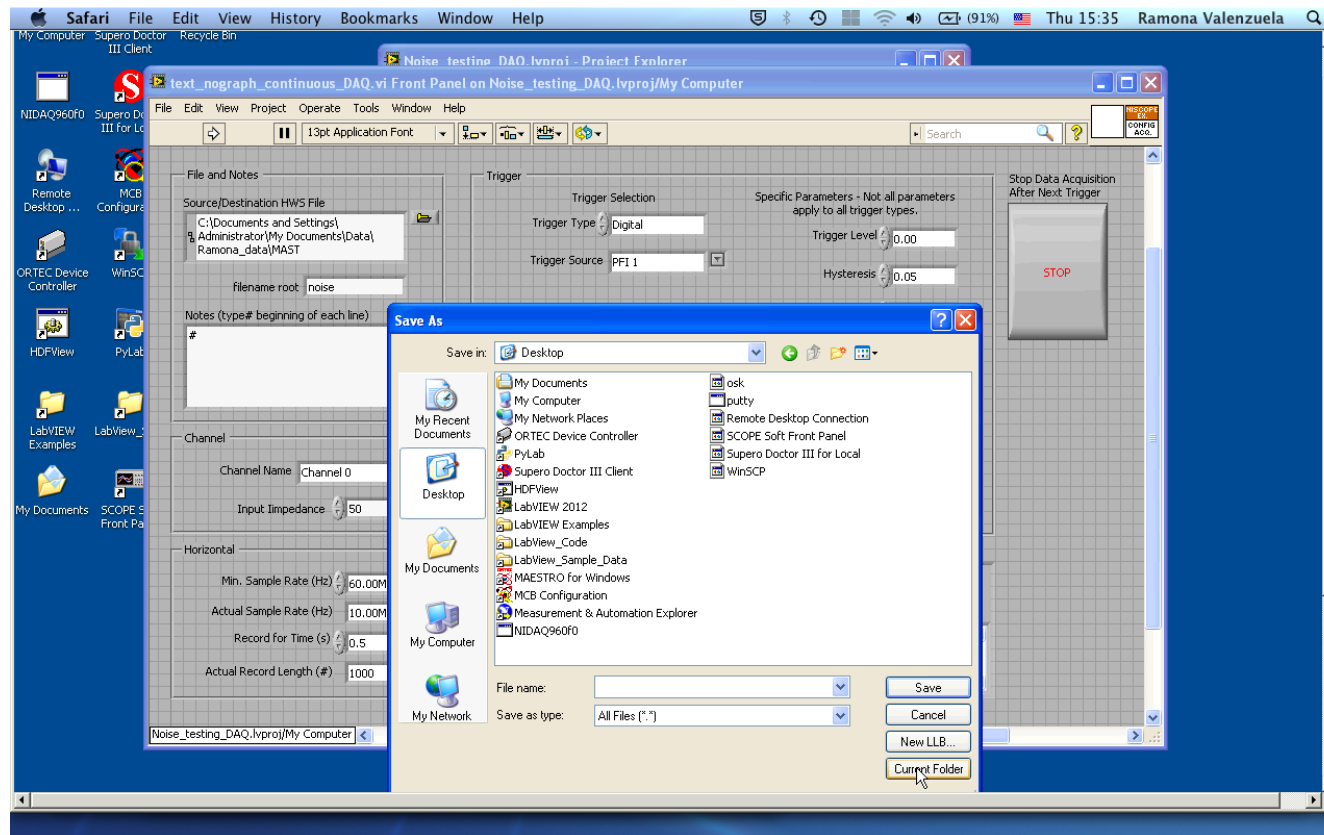 Safari File Edit View History Bookmarks Window Help (91%) Thu 15:35 Ramona Valenzuela
My Computer Supero Doctor III Client Recycle Bin
Noise_testing_DAQ.lvproj - Project Explorer
text_nograph_continuous_DAQ.vi Front Panel on Noise_testing_DAQ.lvproj/My Computer
File Edit View Project Operate Tools Window Help
13pt Application Font
Search
NISCOPE
EX.
CONFIG
ACQ.
NIDAQ960f0
Supero Do
III for Lo
Remote
Desktop ...
MCB
Configura
ORTEC Device
Controller
WinSC
HDFView
PyLab
LabVIEW
Examples
LabView_S
My Documents
SCOPE S
Front Pa
File and Notes
Source/Destination HWS File
C:\Documents and Settings\
Administrator\My Documents\Data\
Ramona_data\MAST
filename root noise
Notes (type# beginning of each line)
#
Channel
Channel Name Channel 0
Input Iimpedance 50
Horizontal
Min. Sample Rate (Hz) 60.00M
Actual Sample Rate (Hz) 10.00M
Record for Time (s) 0.5
Actual Record Length (#) 1000
Trigger
Trigger Selection
Trigger Type Digital
Trigger Source PFI 1
Specific Parameters - Not all parameters
apply to all trigger types.
Trigger Level 0.00
Hysteresis 0.05
Stop Data Acquisition
After Next Trigger
STOP
Save As
Save in: Desktop
My Recent
Documents
Desktop
My Documents
My Computer
My Network
My Documents
My Computer
My Network Places
ORTEC Device Controller
PyLab
Supero Doctor III Client
HDFView
LabVIEW 2012
LabVIEW Examples
LabView_Code
LabView_Sample_Data
MAESTRO for Windows
MCB Configuration
Measurement & Automation Explorer
NIDAQ960f0
osk
putty
Remote Desktop Connection
SCOPE Soft Front Panel
Supero Doctor III for Local
WinSCP
File name:
Save as type: All Files (*.*)
Save
Cancel
New LLB...
Current Folder
Noise_testing_DAQ.lvproj/My Computer